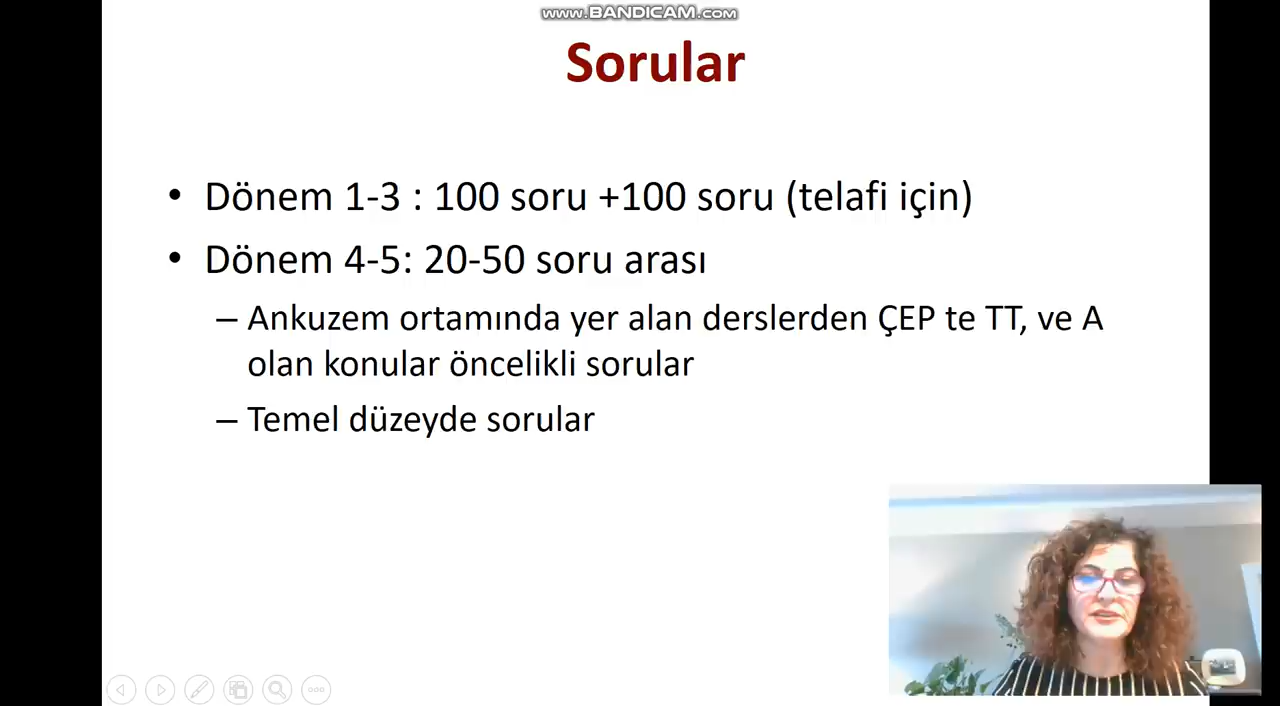 www.BANDICAM.com
Sorular
• Dönem 1-3 : 100 soru +100 soru (telafi için)
• Dönem 4-5: 20-50 soru arası
– Ankuzem ortamında yer alan derslerden ÇEP te TT, ve A
olan konular öncelikli sorular
– Temel düzeyde sorular